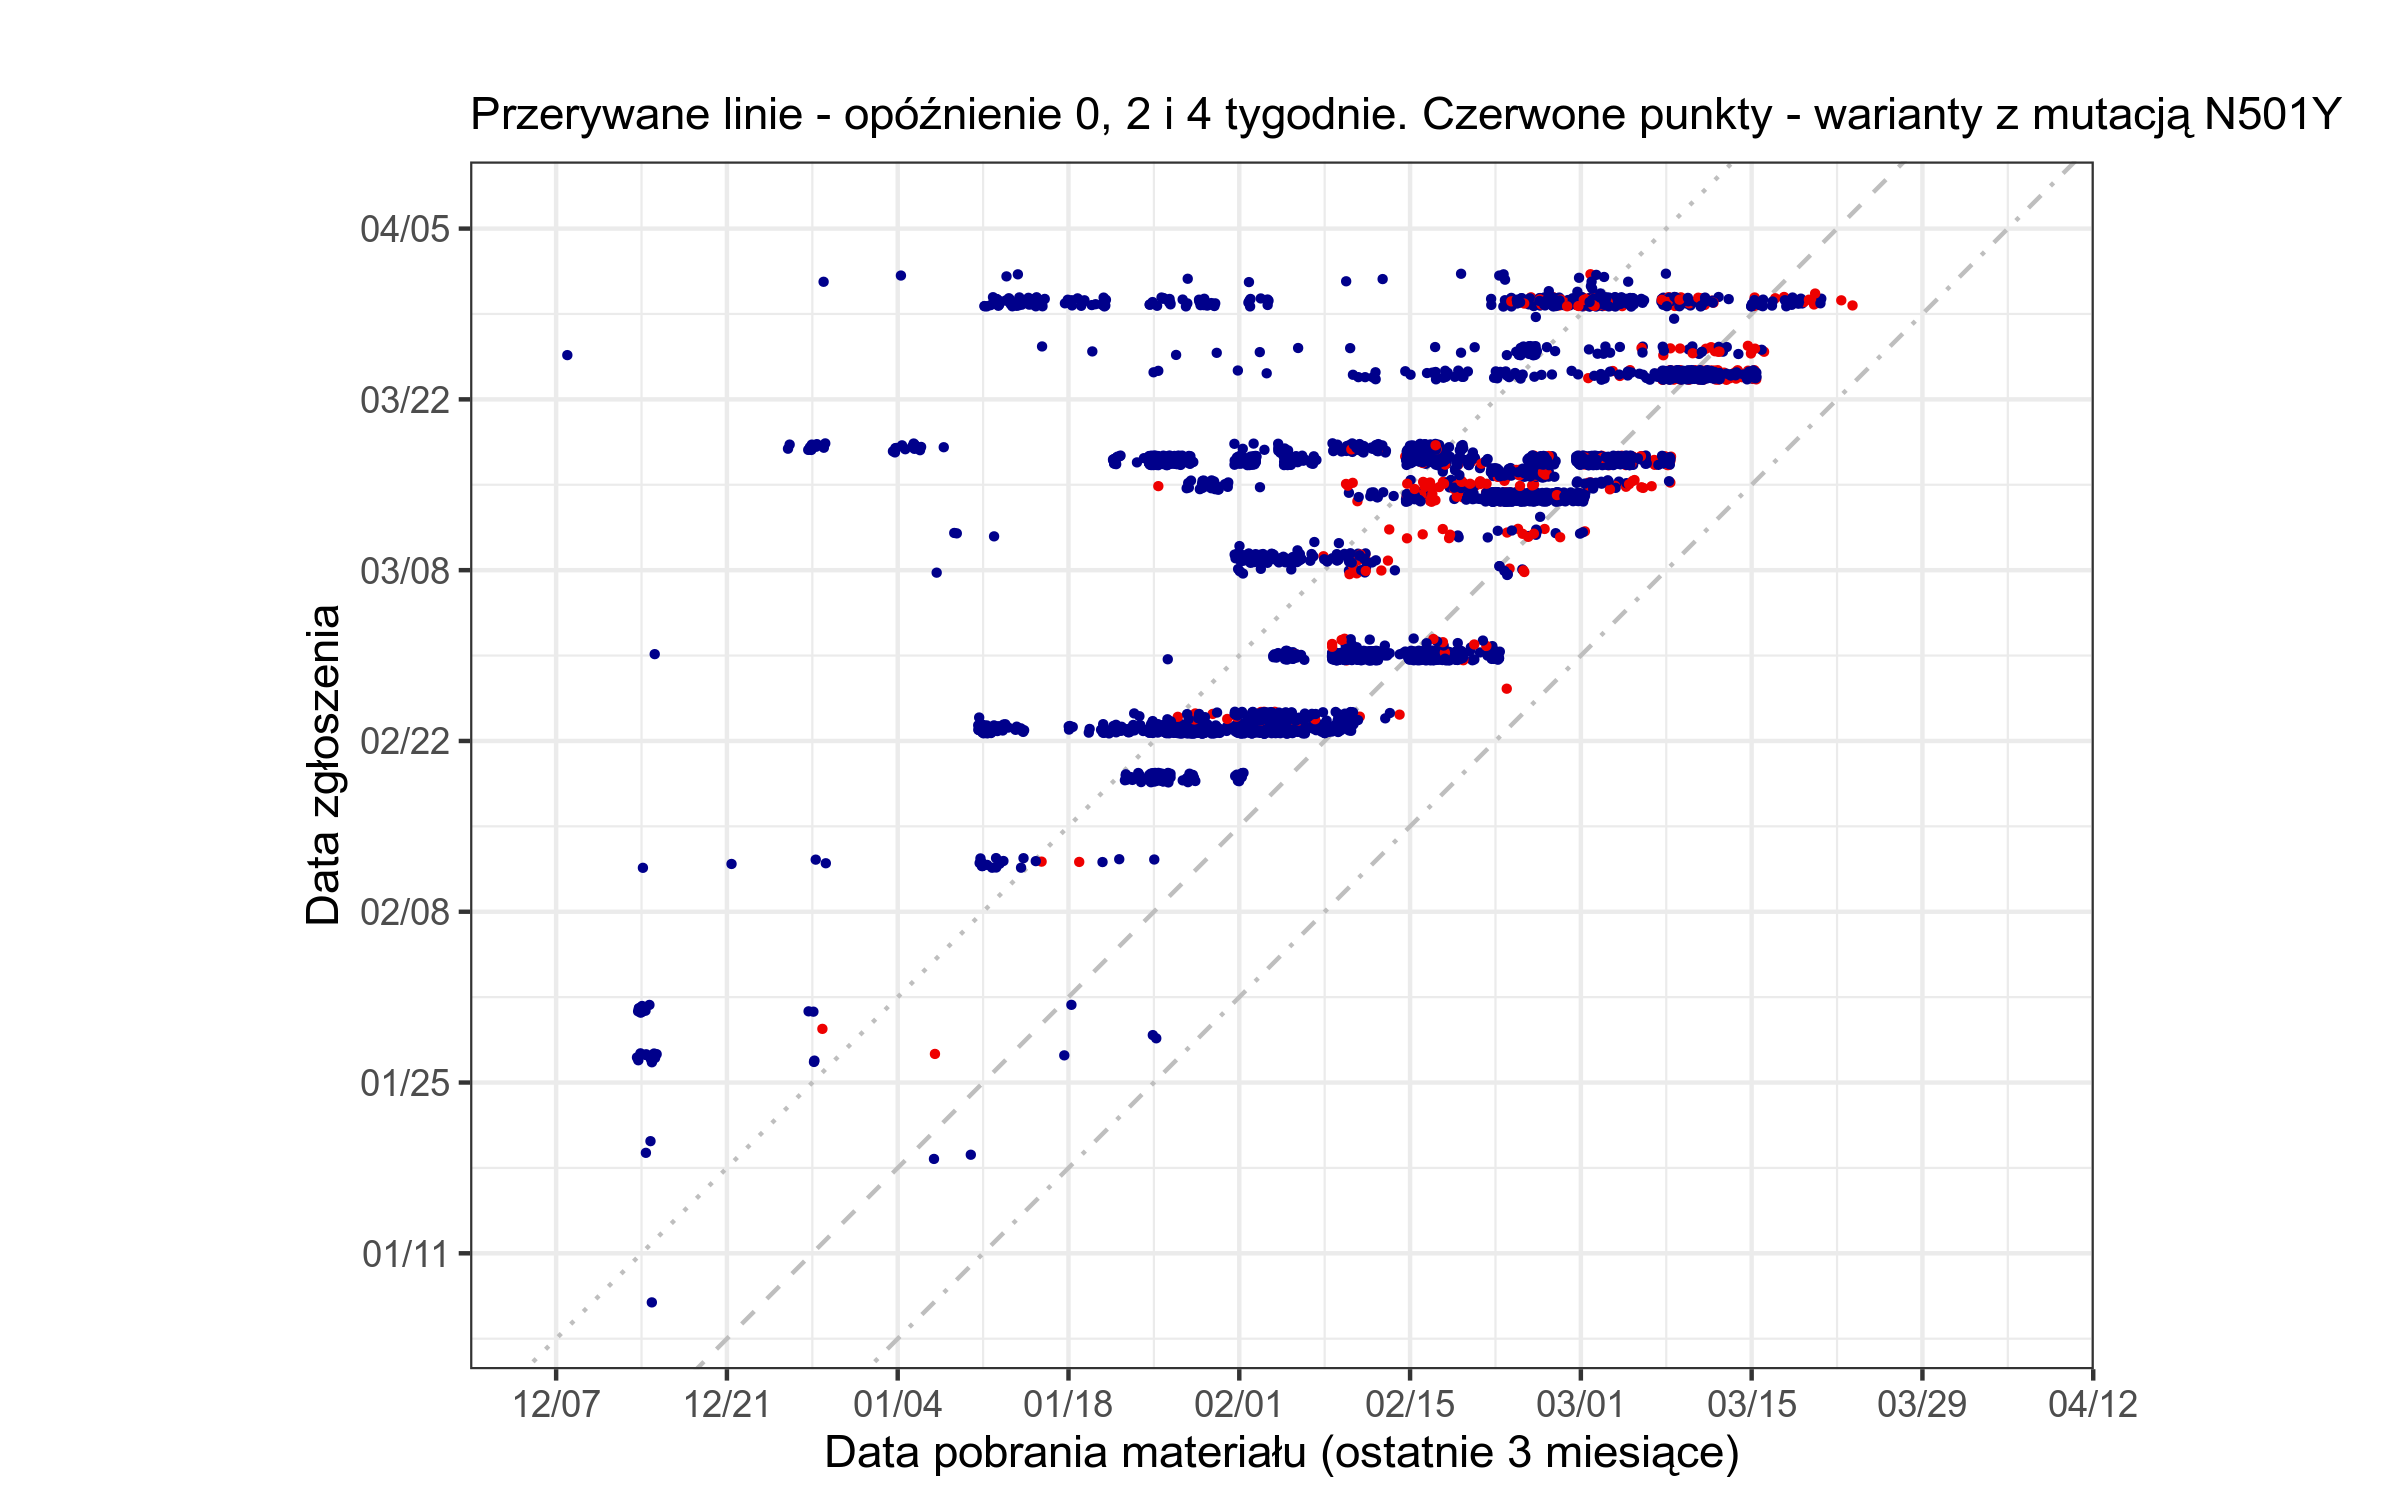 Przerywane linie - opóźnienie 0, 2 i 4 tygodnie. Czerwone punkty - warianty z mutacją N501Y
Data zgłoszenia
04/05
03/22
03/08
02/22
02/08
01/25
01/11
12/07 12/21 01/04 01/18 02/01 02/15 03/01 03/15 03/29 04/12
Data pobrania materiału (ostatnie 3 miesiące)